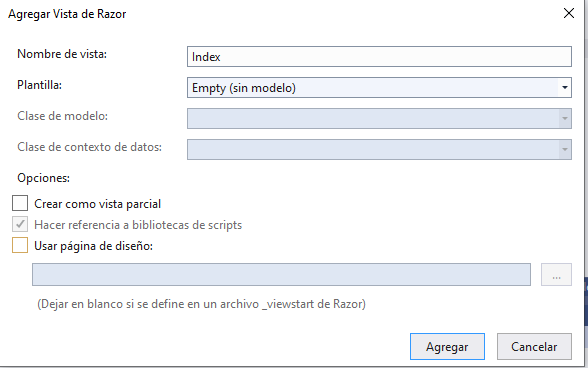 Agregar Vista de Razor
Nombre de vista:
Index
Plantilla:
Empty (sin modelo)
Clase de modelo:
Clase de contexto de datos:
Opciones:
Crear como vista parcial
Hacer referencia a bibliotecas de scripts
Usar página de diseño:
...
(Dejar en blanco si se define en un archivo _viewstart de Razor)
Agregar
Cancelar